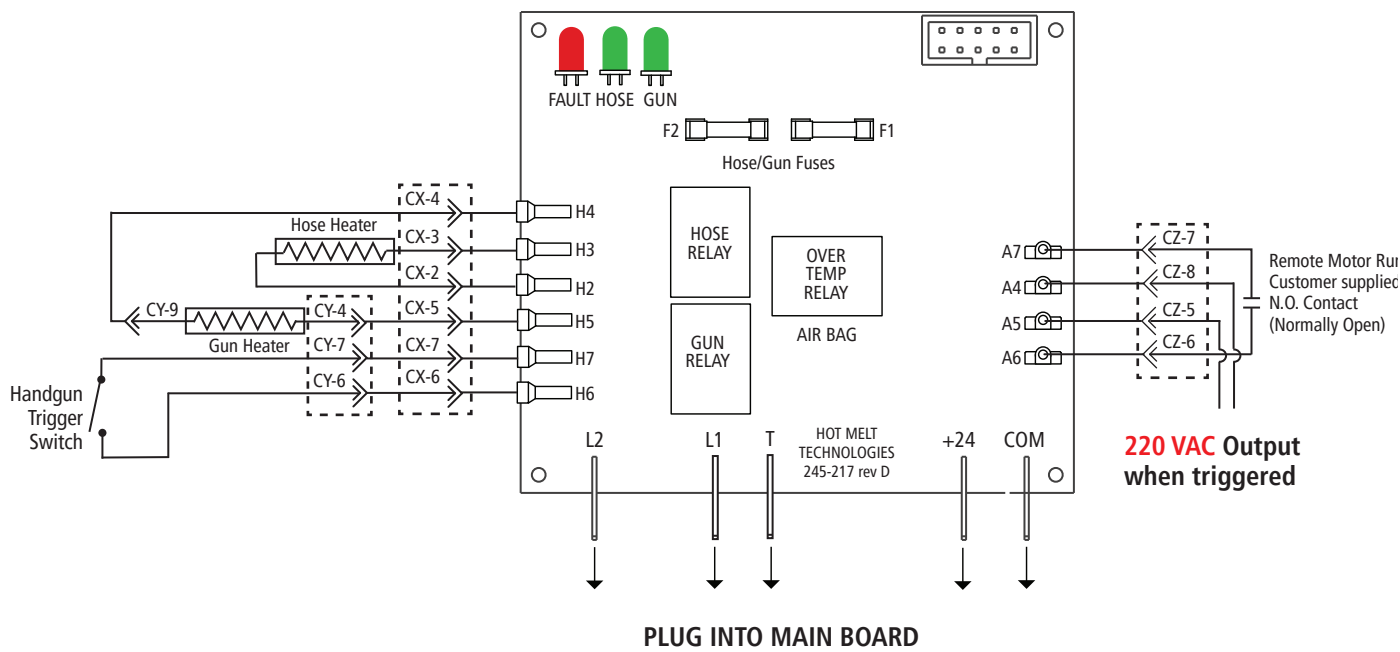 FAULT HOSE GUN
F2
F1
Hose/Gun Fuses
CX-4
H4
Hose Heater
CX-3
H3
CX-2
H2
CY-9
CY-4
CX-5
H5
Gun Heater
CY-7
CX-7
H7
CY-6
CX-6
H6
Handgun
Trigger
Switch
HOSE
RELAY
OVER
TEMP
RELAY
AIR BAG
GUN
RELAY
A7
CZ-7
A4
CZ-8
A5
CZ-5
A6
CZ-6
Remote Motor Run
Customer supplied
N.O. Contact
(Normally Open)
L2
L1
T
HOT MELT
TECHNOLOGIES
245-217 rev D
+24
COM
220 VAC Output
when triggered
PLUG INTO MAIN BOARD